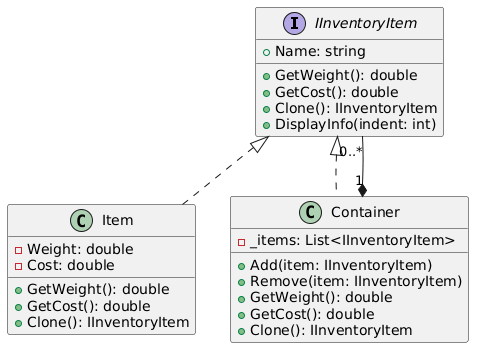 I IInventoryItem
Name: string
GetWeight(): double
GetCost(): double
Clone(): IInventoryItem
DisplayInfo(indent: int)
0..*
1
C Item
Weight: double
Cost: double
GetWeight(): double
GetCost(): double
Clone(): IInventoryItem
C Container
_items: List<IInventoryItem>
Add(item: IInventoryItem)
Remove(item: IInventoryItem)
GetWeight(): double
GetCost(): double
Clone(): IInventoryItem